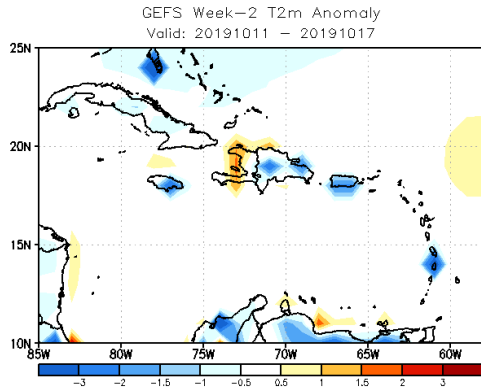 GEFS Week-2 T2m Anomaly
Valid: 20191011 - 20191017
25N
20N
15N
10N
85W 80W 75W 70W 65W 60W
-3 -2 -1.5 -1 -0.5 0.5 1 1.5 2 3